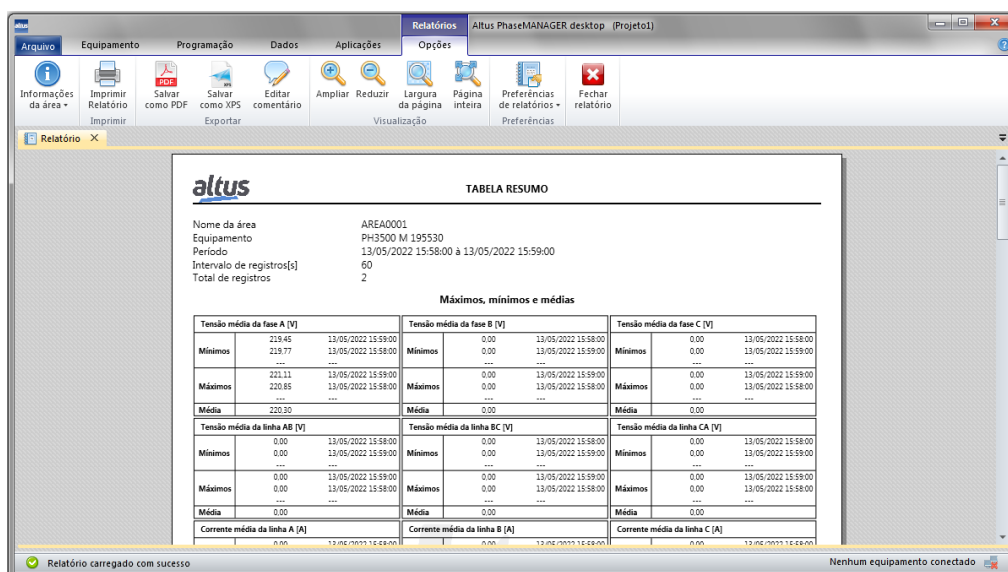 altus
Relatórios
Altus PhaseMANAGER desktop (Projeto1)
Arquivo Equipamento Programação Dados Aplicações Opções
Informações da área
Imprimir Relatório
Salvar como PDF
Salvar como XPS
Editar comentário
Ampliar
Reduzir
Largura da página
Página inteira
Preferências de relatórios
Fechar relatório
Imprimir Exportar Visualização Preferências
Relatório
altus
TABELA RESUMO
Nome da área AREA0001
Equipamento PH3500 M 195530
Período 13/05/2022 15:58:00 à 13/05/2022 15:59:00
Intervalo de registros[s] 60
Total de registros 2
Máximos, mínimos e médias
Tensão média da fase A [V] Tensão média da fase B [V] Tensão média da fase C [V]
219,45 13/05/2022 15:59:00 0,00 13/05/2022 15:58:00 0,00 13/05/2022 15:58:00
Mínimos 219,77 13/05/2022 15:58:00 Mínimos 0,00 13/05/2022 15:59:00 Mínimos 0,00 13/05/2022 15:59:00
--- --- --- --- --- ---
221,11 13/05/2022 15:59:00 0,00 13/05/2022 15:59:00 0,00 13/05/2022 15:59:00
Máximos 220,85 13/05/2022 15:58:00 Máximos 0,00 13/05/2022 15:58:00 Máximos 0,00 13/05/2022 15:58:00
--- --- --- --- --- ---
Média 220,30 Média 0,00 Média 0,00
Tensão média da linha AB [V] Tensão média da linha BC [V] Tensão média da linha CA [V]
0,00 13/05/2022 15:58:00 0,00 13/05/2022 15:58:00 0,00 13/05/2022 15:58:00
Mínimos 0,00 13/05/2022 15:59:00 Mínimos 0,00 13/05/2022 15:59:00 Mínimos 0,00 13/05/2022 15:59:00
--- --- --- --- --- ---
0,00 13/05/2022 15:59:00 0,00 13/05/2022 15:59:00 0,00 13/05/2022 15:59:00
Máximos 0,00 13/05/2022 15:58:00 Máximos 0,00 13/05/2022 15:58:00 Máximos 0,00 13/05/2022 15:58:00
--- --- --- --- --- ---
Média 0,00 Média 0,00 Média 0,00
Corrente média da linha A [A] Corrente média da linha B [A] Corrente média da linha C [A]
Relatório carregado com sucesso
Nenhum equipamento conectado